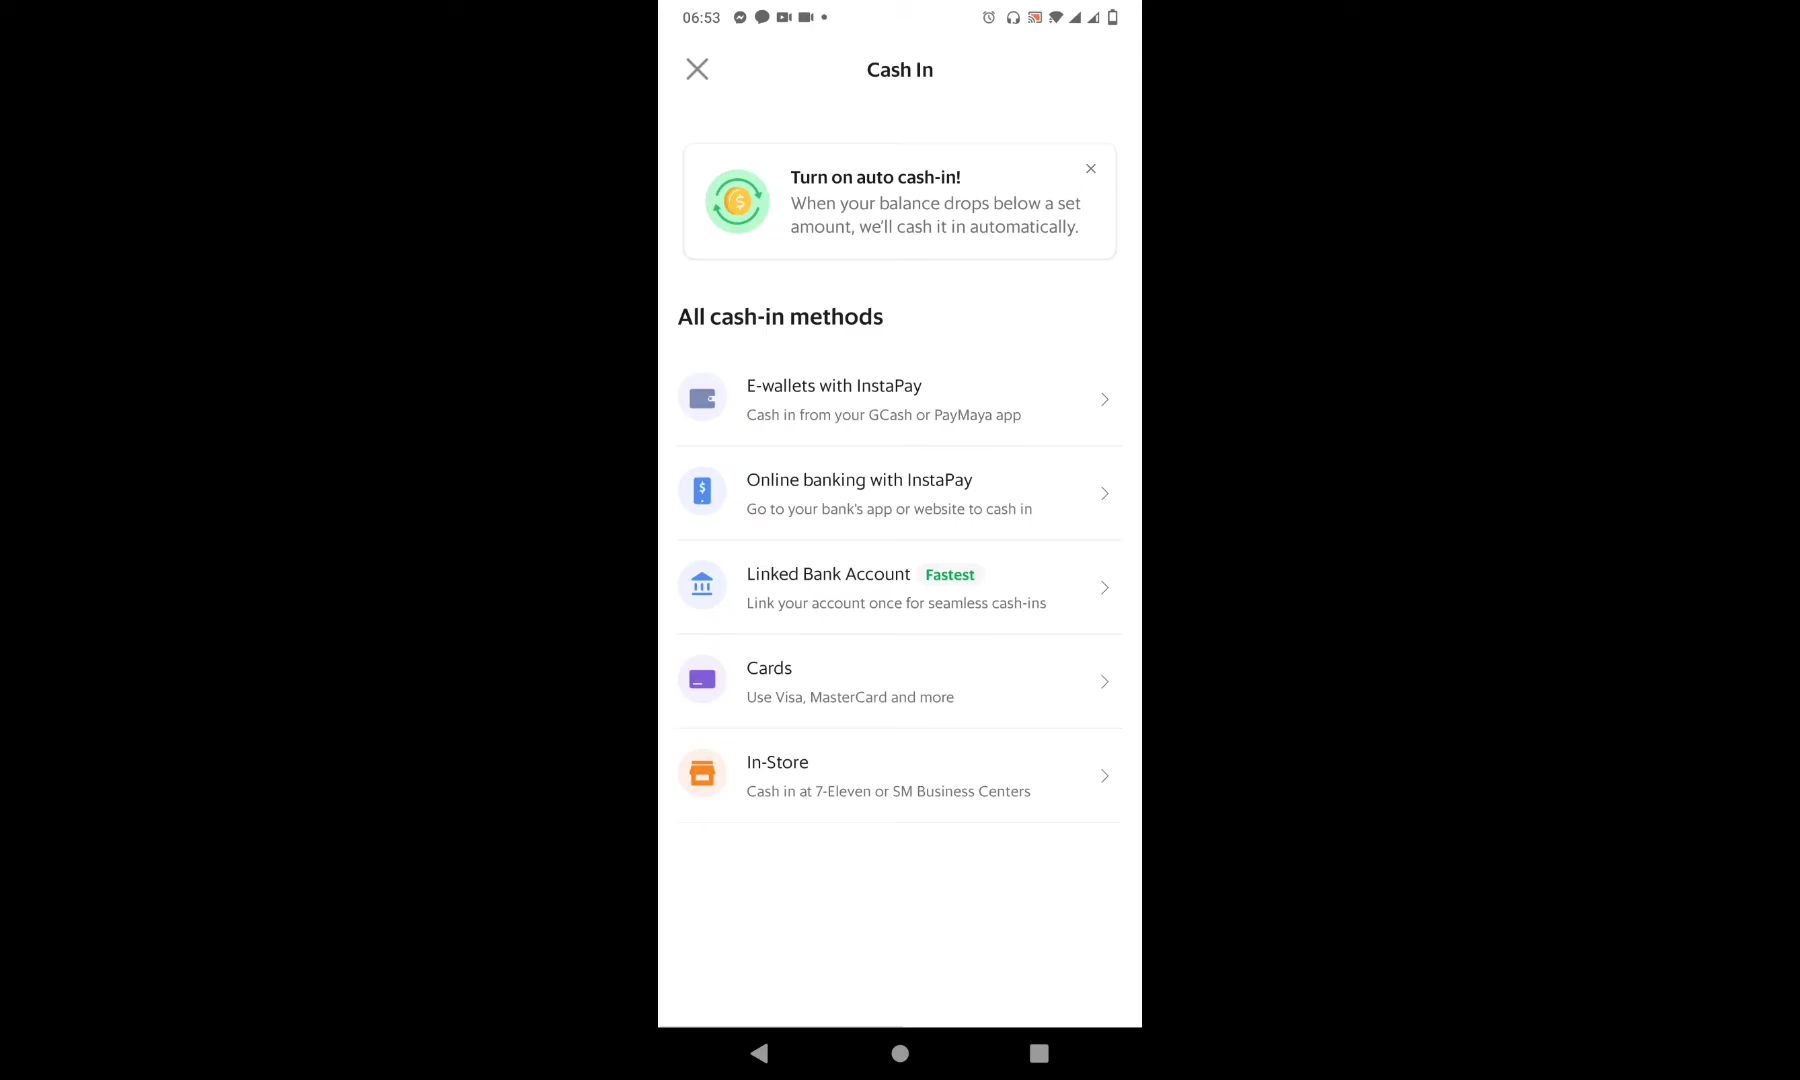 06:53
Cash In
Turn on auto cash-in!
When your balance drops below a set
amount, we'll cash it in automatically.
All cash-in methods
E-wallets with InstaPay
Cash in from your GCash or PayMaya app
Online banking with InstaPay
Go to your bank's app or website to cash in
Linked Bank Account Fastest
Link your account once for seamless cash-ins
Cards
Use Visa, MasterCard and more
In-Store
Cash in at 7-Eleven or SM Business Centers